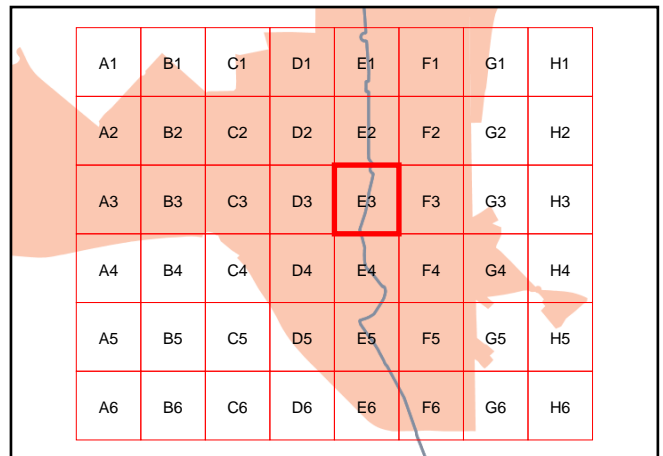 A1 B1 C1 D1 E1 F1 G1 H1
A2 B2 C2 D2 E2 F2 G2 H2
A3 B3 C3 D3 E3 F3 G3 H3
A4 B4 C4 D4 E4 F4 G4 H4
A5 B5 C5 D5 E5 F5 G5 H5
A6 B6 C6 D6 E6 F6 G6 H6